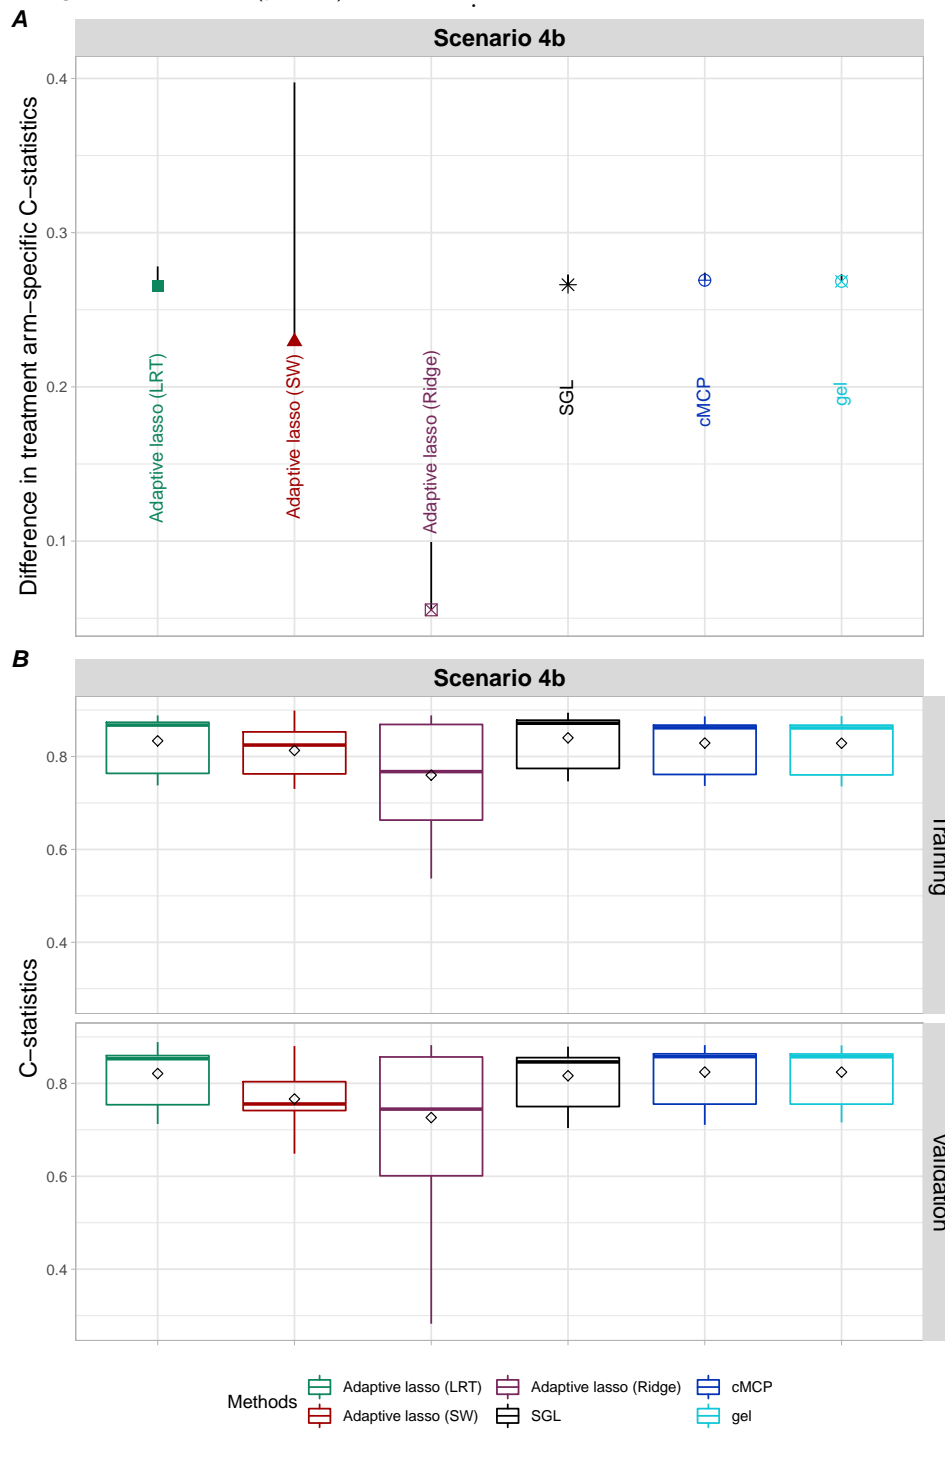 A
Scenario 4b
Difference in treatment arm−specific C−statistics
0.4
0.3
0.2
0.1
Adaptive lasso (LRT)
Adaptive lasso (SW)
Adaptive lasso (Ridge)
SGL
cMCP
gel
B
Scenario 4b
C−statistics
0.8
0.6
0.4
Training
0.8
0.6
0.4
Validation
Methods
Adaptive lasso (LRT)
Adaptive lasso (Ridge)
cMCP
Adaptive lasso (SW)
SGL
gel